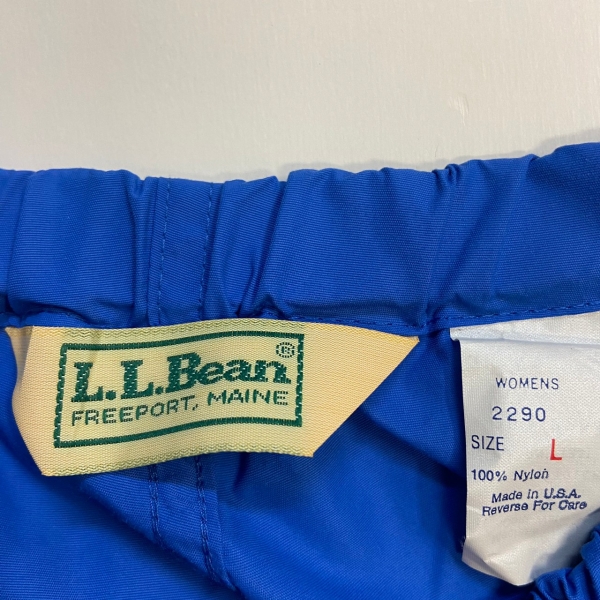 L.L.Bean®
FREEPORT, MAINE
WOMENS
2290
SIZE L
100% Nylon
Made in U.S.A.
Reverse For Care